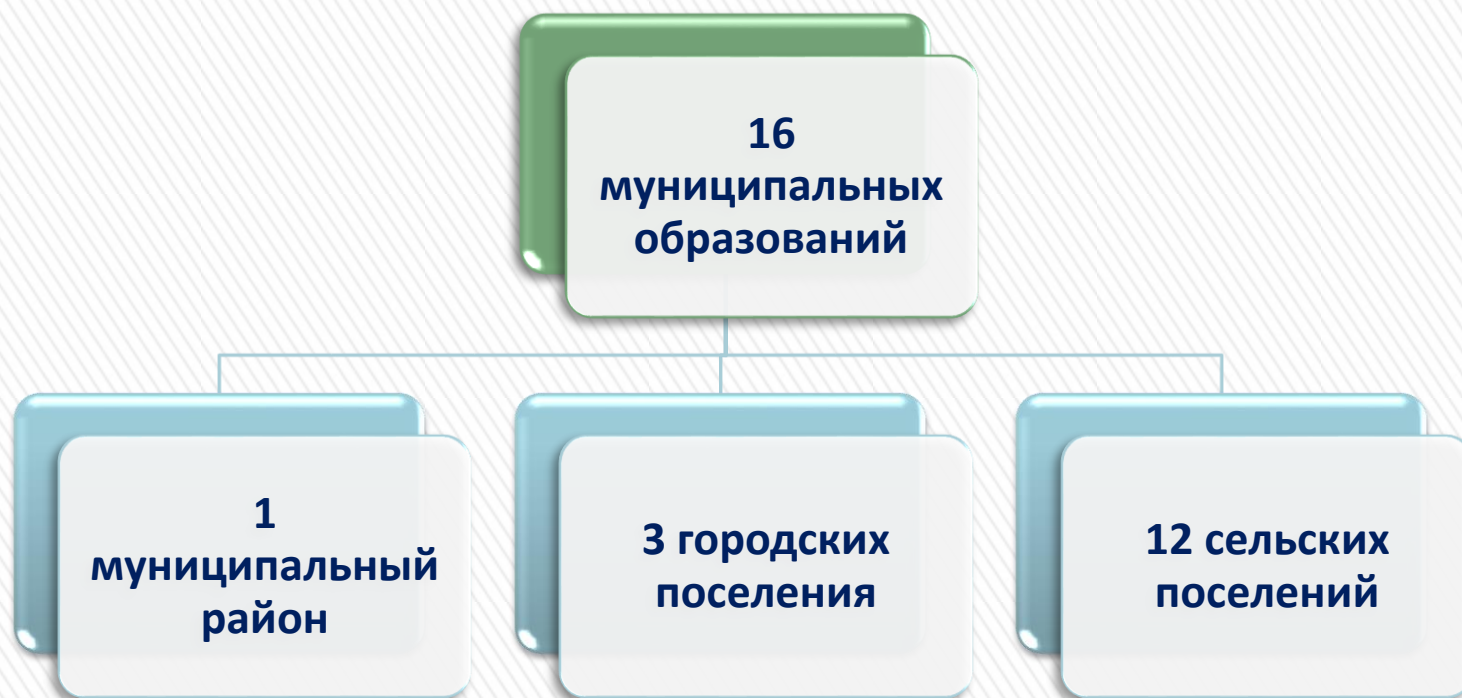 16
муниципальных
образований
1
муниципальный
район
3 городских
поселения
12 сельских
поселений